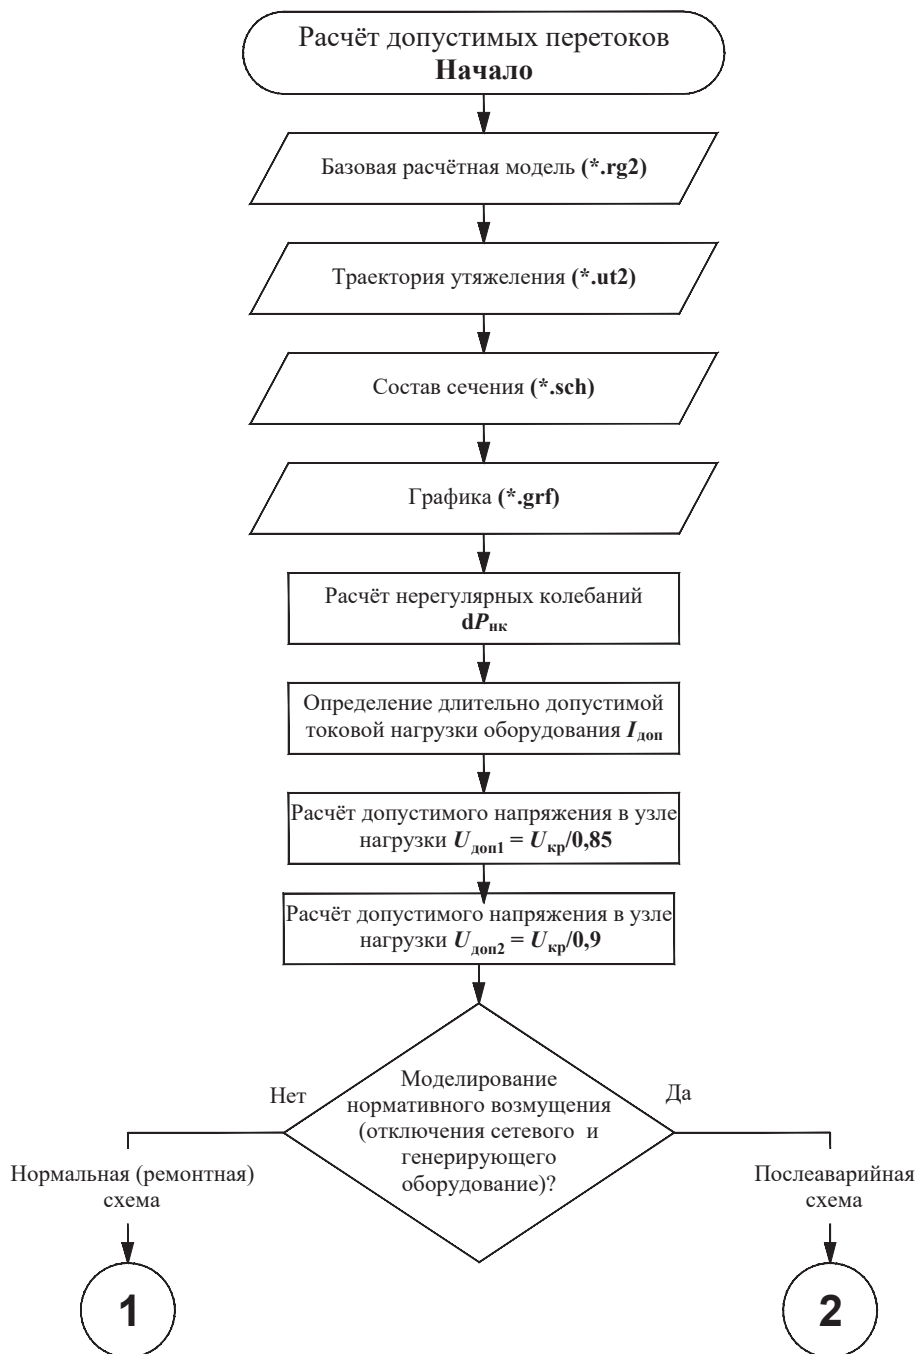 Расчёт допустимых перетоков
Начало
Базовая расчётная модель (*.rg2)
Траектория утяжеления (*.ut2)
Состав сечения (*.sch)
Графика (*.grf)
Расчёт нерегулярных колебаний
dPнк
Определение длительно допустимой
токовой нагрузки оборудования Iдоп
Расчёт допустимого напряжения в узле
нагрузки Uдоп1 = Uкр/0,85
Расчёт допустимого напряжения в узле
нагрузки Uдоп2 = Uкр/0,9
Моделирование
нормативного возмущения
(отключения сетевого и
генерирующего
оборудование)?
Нет
Да
Нормальная (ремонтная)
схема
Послеаварийная
схема
1
2